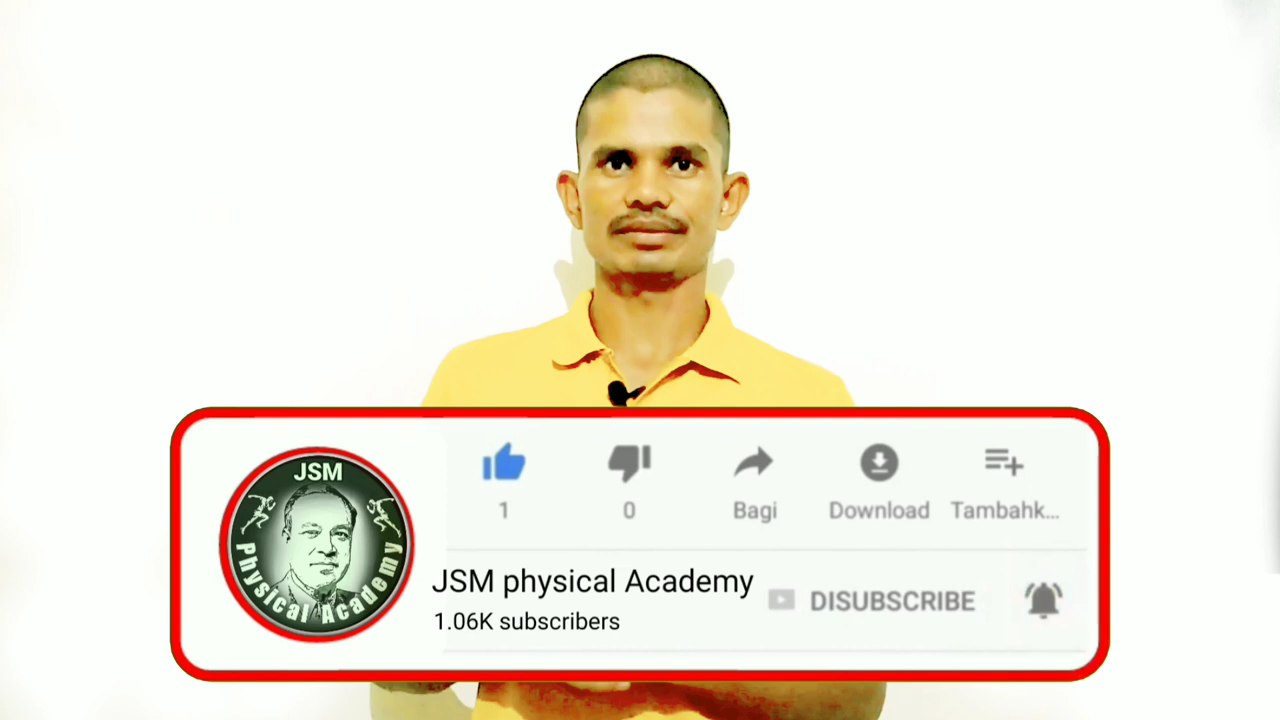 JSM
Physical Academy
1 0 Bagi Download Tambahk...
JSM physical Academy
DISUBSCRIBE
1.06K subscribers